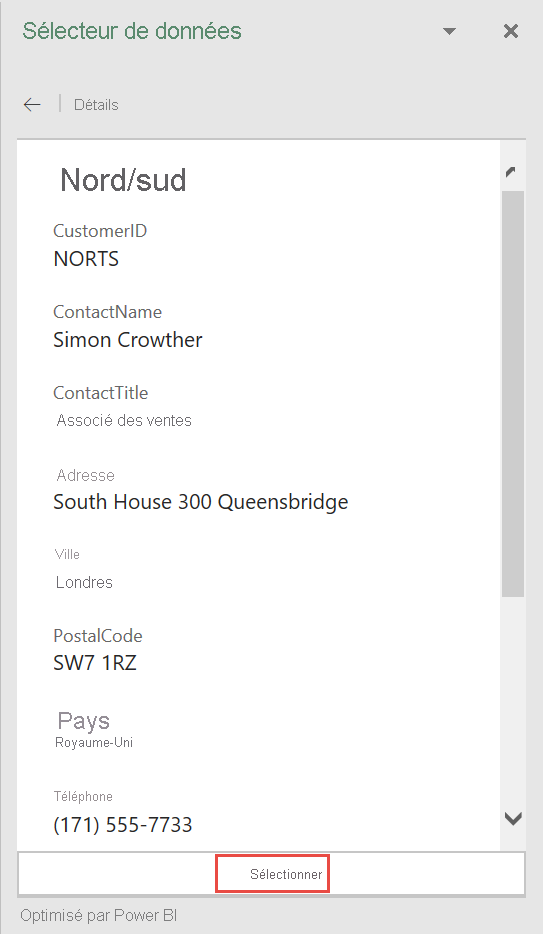 Sélecteur de données
Détails
Nord/sud
CustomerID
NORTS
ContactName
Simon Crowther
ContactTitle
Associé des ventes
Adresse
South House 300 Queensbridge
Ville
Londres
PostalCode
SW7 1RZ
Pays
Royaume-Uni
Téléphone
(171) 555-7733
Sélectionner
Optimisé par Power BI